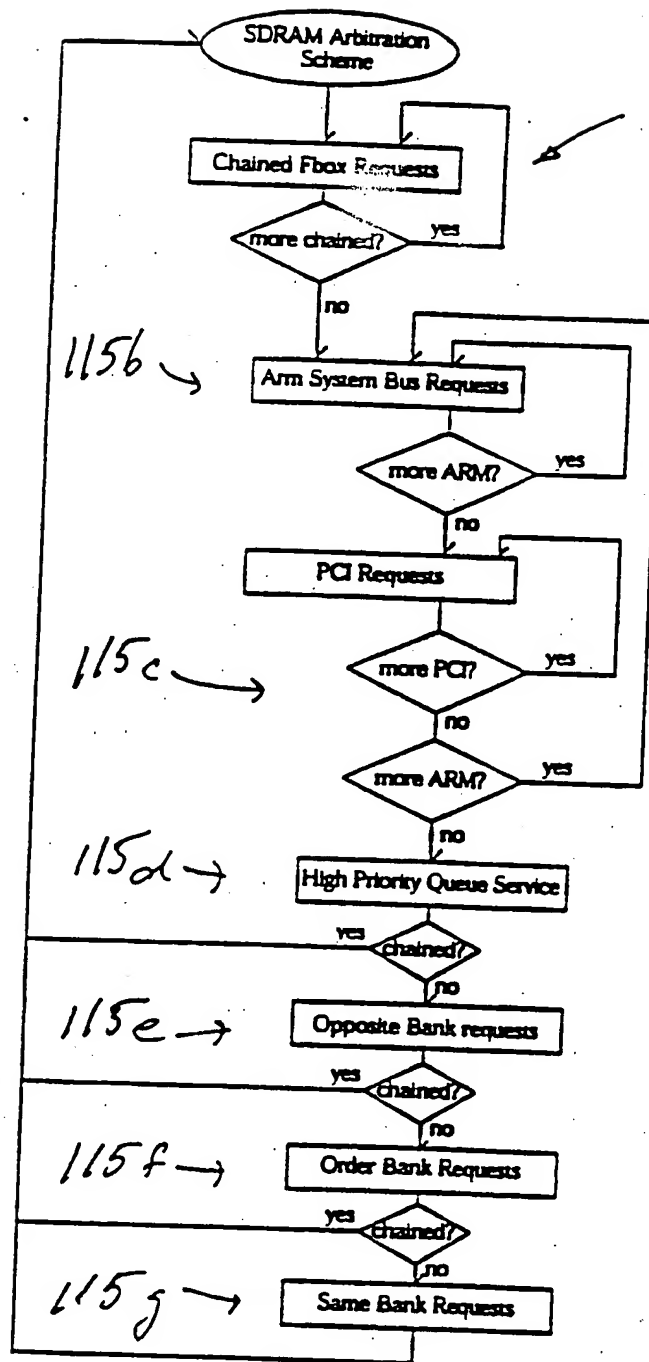 SDRAM Arbitration
Scheme
Chained Fbox Requests
more chained?
yes
no
115b
Arm System Bus Requests
more ARM?
yes
no
PCI Requests
115c
more PCI?
yes
no
more ARM?
yes
no
115d
High Priority Queue Service
yes
chained?
no
115e
Opposite Bank requests
yes
chained?
no
115f
Order Bank Requests
yes
chained?
no
115g
Same Bank Requests